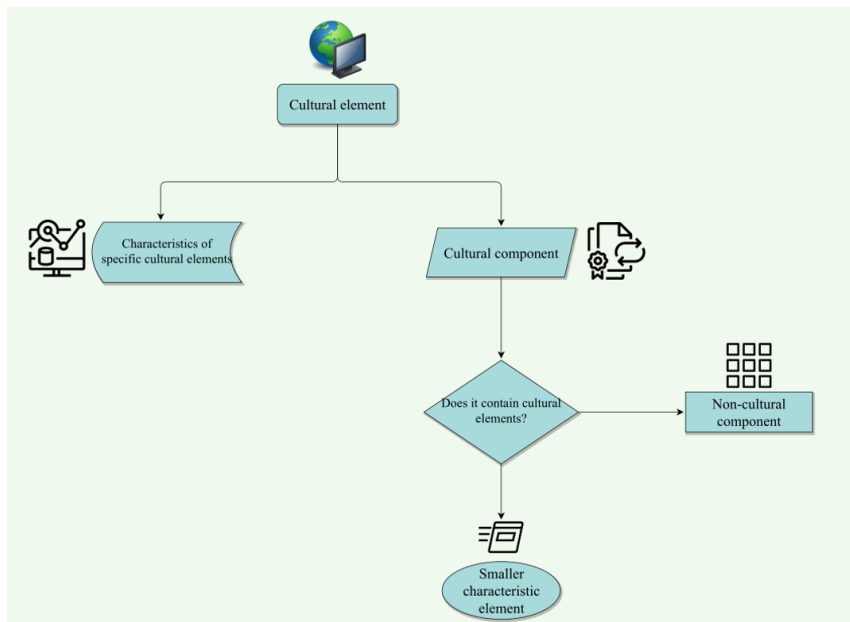 Cultural element
Characteristics of
specific cultural elements
Cultural component
Does it contain cultural
elements?
Non-cultural
component
Smaller
characteristic
element